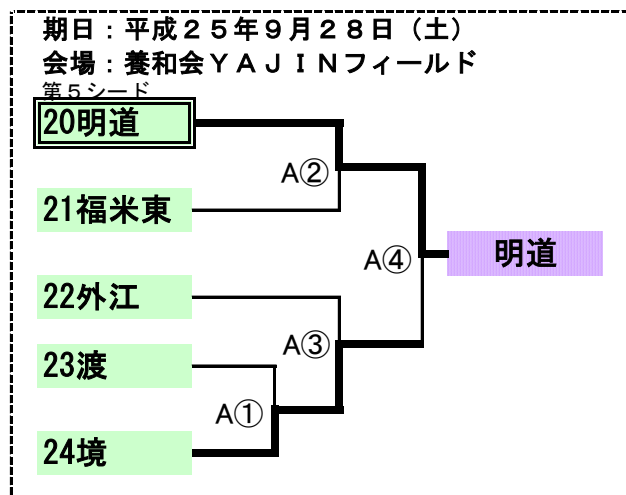 期日：平成２５年９月２８日（土）
会場：養和会ＹＡＪＩＮフィールド
第５シード
20明道
A②
21福米東
A④
明道
22外江
A③
23渡
A①
24境